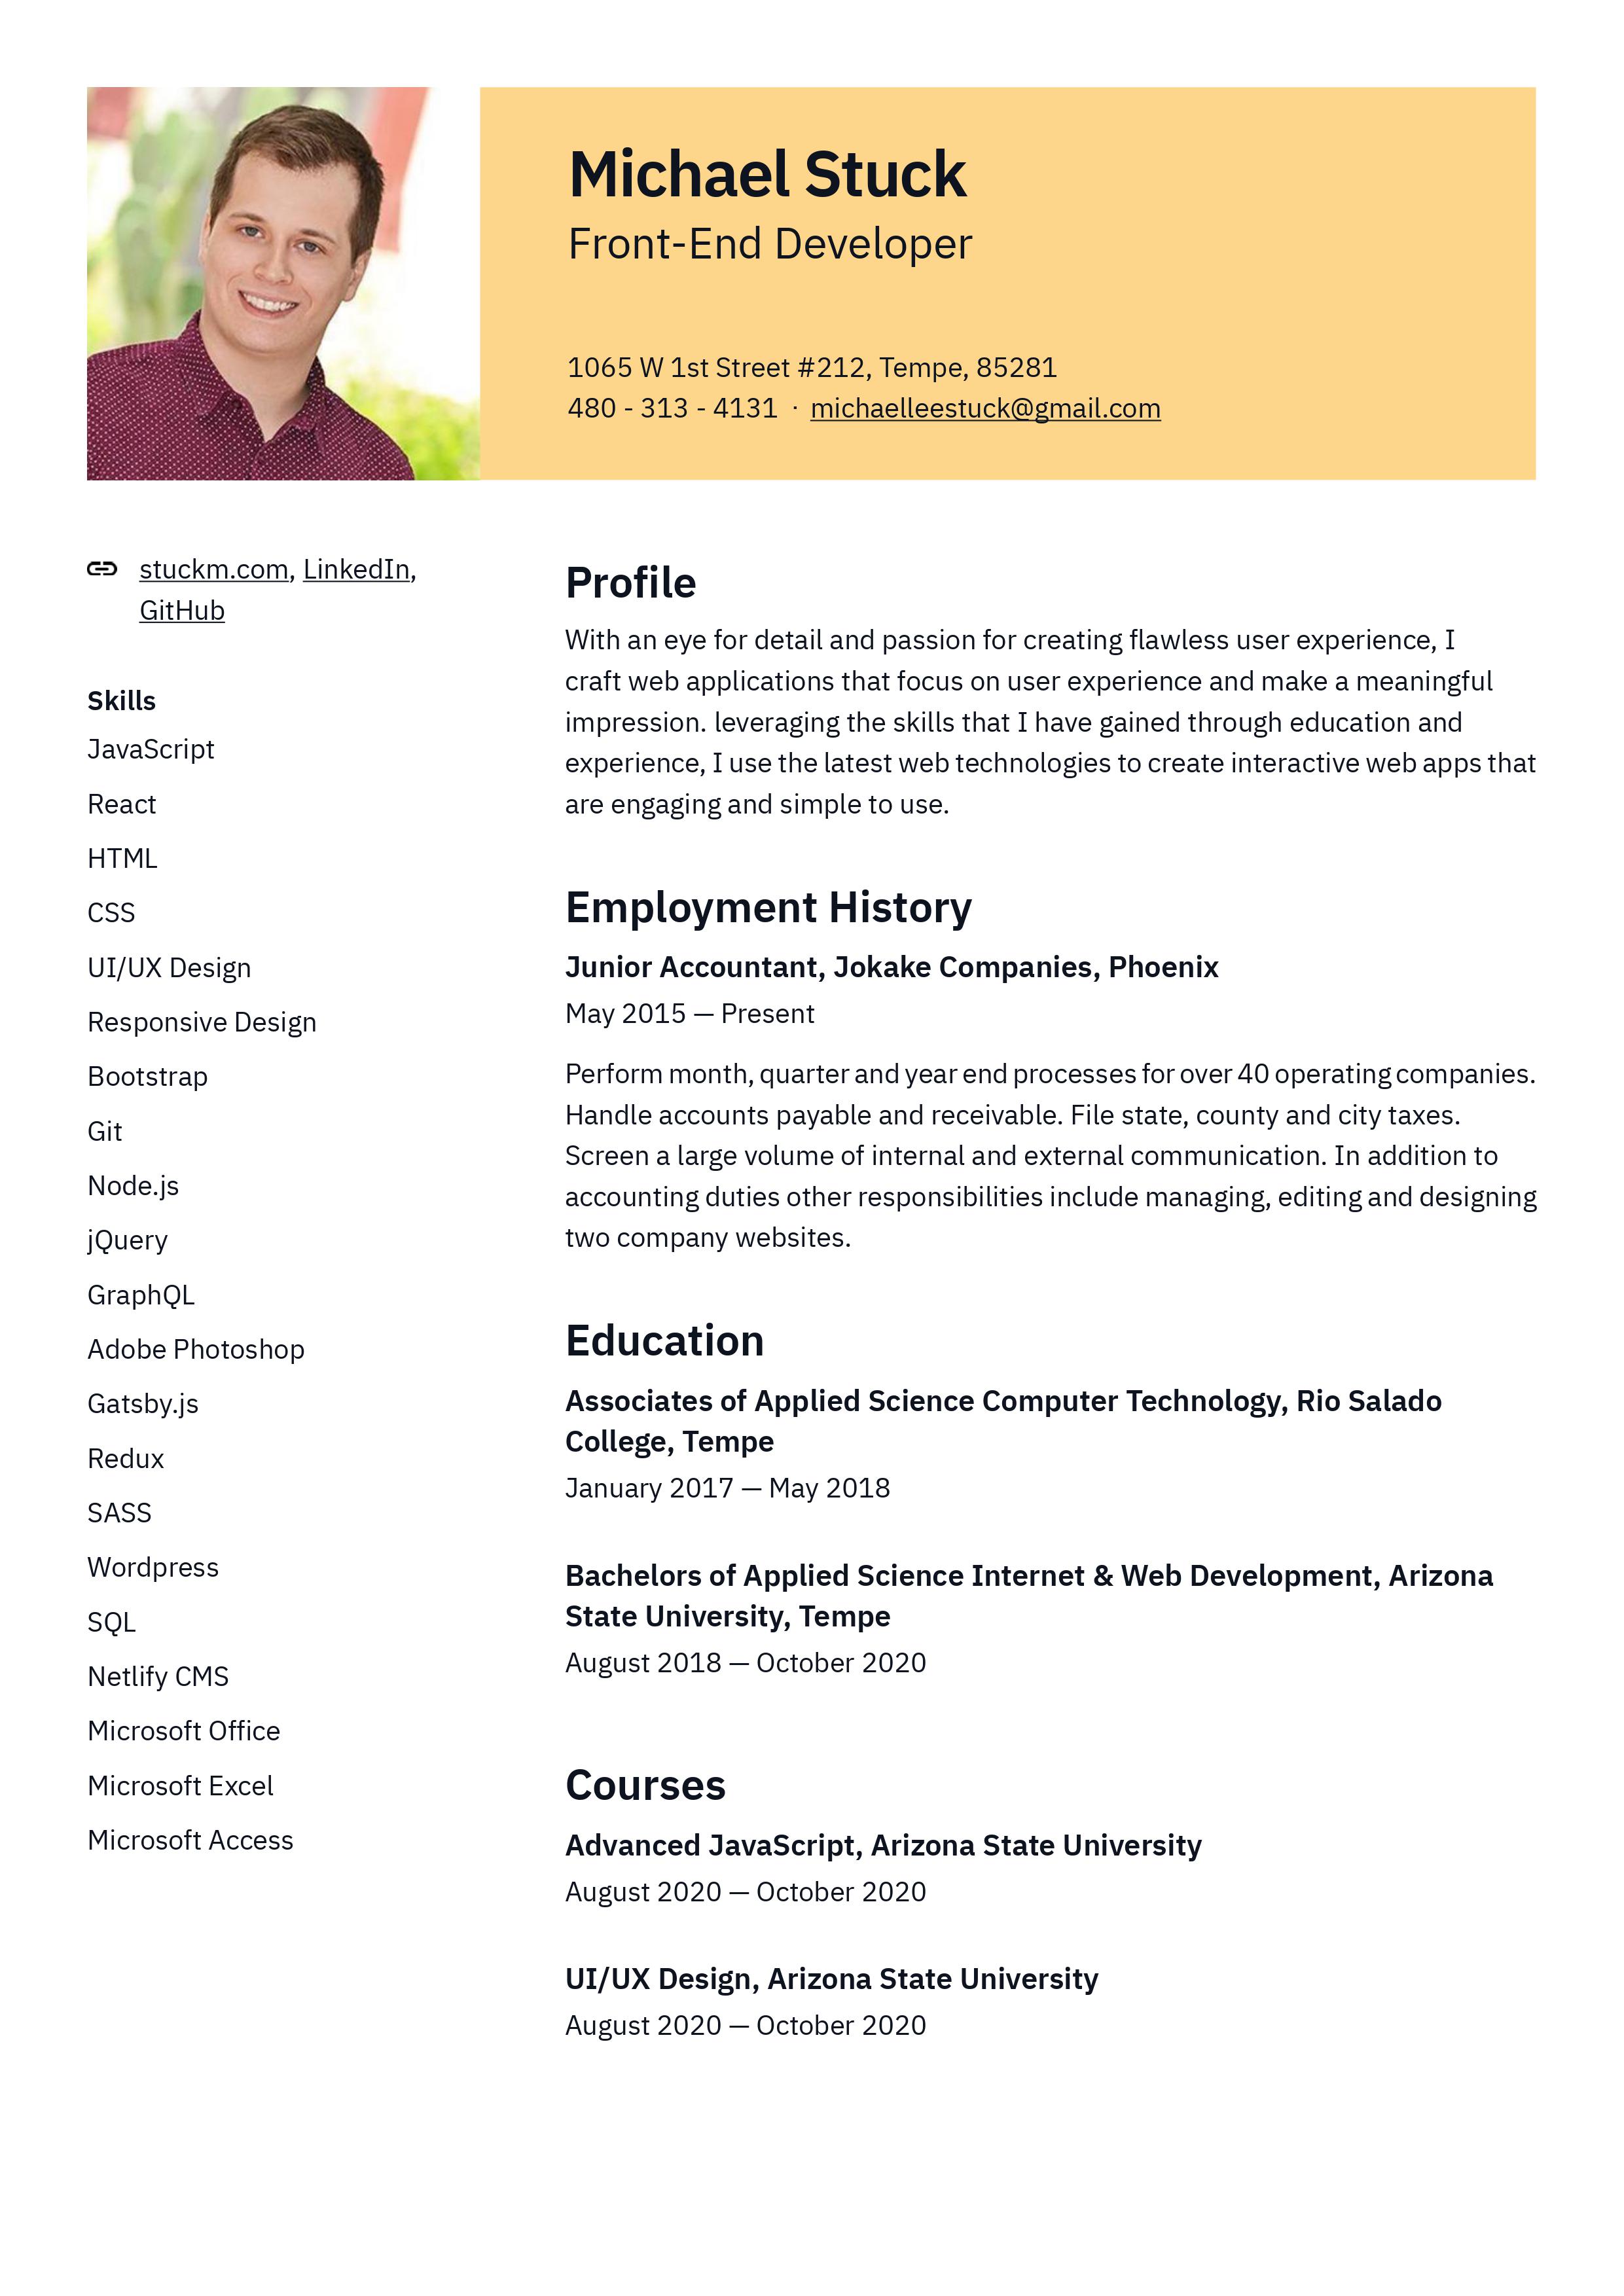 Michael Stuck
Front-End Developer
1065 W 1st Street #212, Tempe, 85281
480 - 313 - 4131 · michaelleestuck@gmail.com
stuckm.com, LinkedIn,
GitHub
Skills
JavaScript
React
HTML
CSS
UI/UX Design
Responsive Design
Bootstrap
Git
Node.js
jQuery
GraphQL
Adobe Photoshop
Gatsby.js
Redux
SASS
Wordpress
SQL
Netlify CMS
Microsoft Office
Microsoft Excel
Microsoft Access
Profile
With an eye for detail and passion for creating flawless user experience, I
craft web applications that focus on user experience and make a meaningful
impression. leveraging the skills that I have gained through education and
experience, I use the latest web technologies to create interactive web apps that
are engaging and simple to use.
Employment History
Junior Accountant, Jokake Companies, Phoenix
May 2015 — Present
Perform month, quarter and year end processes for over 40 operating companies.
Handle accounts payable and receivable. File state, county and city taxes.
Screen a large volume of internal and external communication. In addition to
accounting duties other responsibilities include managing, editing and designing
two company websites.
Education
Associates of Applied Science Computer Technology, Rio Salado
College, Tempe
January 2017 — May 2018
Bachelors of Applied Science Internet & Web Development, Arizona
State University, Tempe
August 2018 — October 2020
Courses
Advanced JavaScript, Arizona State University
August 2020 — October 2020
UI/UX Design, Arizona State University
August 2020 — October 2020